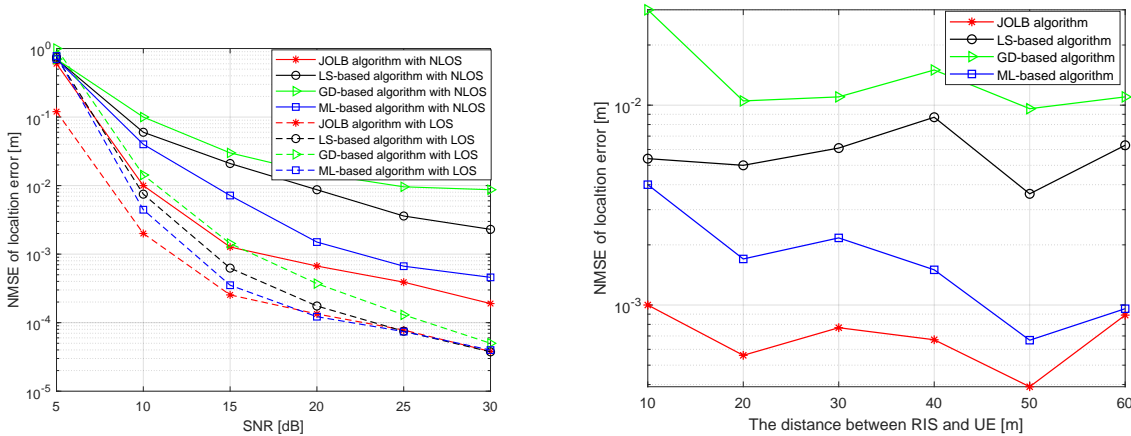 NMSE of localtion error [m]
10^0
10^-1
10^-2
10^-3
10^-4
10^-5
5 10 15 20 25 30
SNR [dB]
JOLB algorithm with NLOS
LS-based algorithm with NLOS
GD-based algorithm with NLOS
ML-based algorithm with NLOS
JOLB algorithm with LOS
LS-based algorithm with LOS
GD-based algorithm with LOS
ML-based algorithm with LOS
NMSE of localtion error [m]
10^-2
10^-3
10 20 30 40 50 60
The distance between RIS and UE [m]
JOLB algorithm
LS-based algorithm
GD-based algorithm
ML-based algorithm